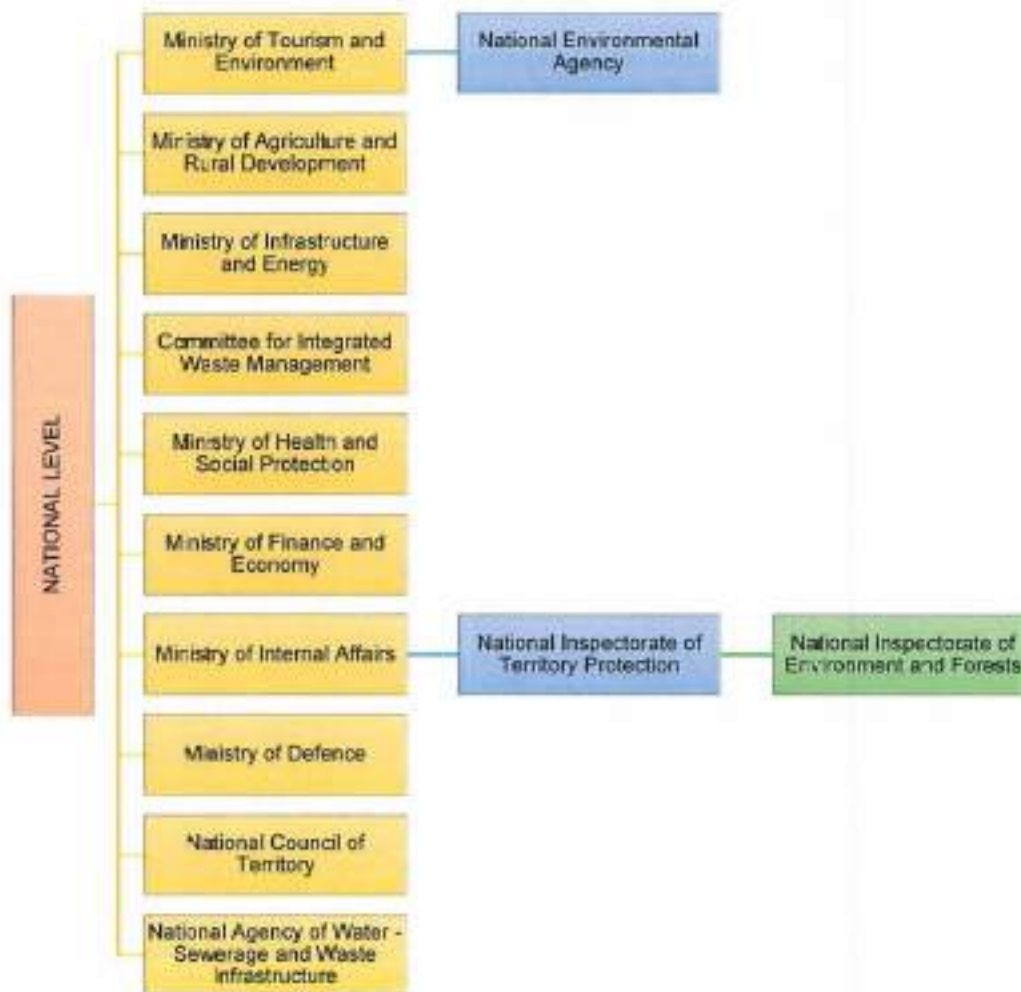 Ministry of Tourism and
Environment
National Environmental
Agency
Ministry of Agriculture and
Rural Development
Ministry of Infrastructure
and Energy
Committee for Integrated
Waste Management
NATIONAL LEVEL
Ministry of Health and
Social Protection
Ministry of Finance and
Economy
Ministry of Internal Affairs
National Inspectorate of
Territory Protection
National Inspectorate of
Environment and Forests
Ministry of Defence
National Council of
Territory
National Agency of Water -
Sewerage and Waste
Infrastructure